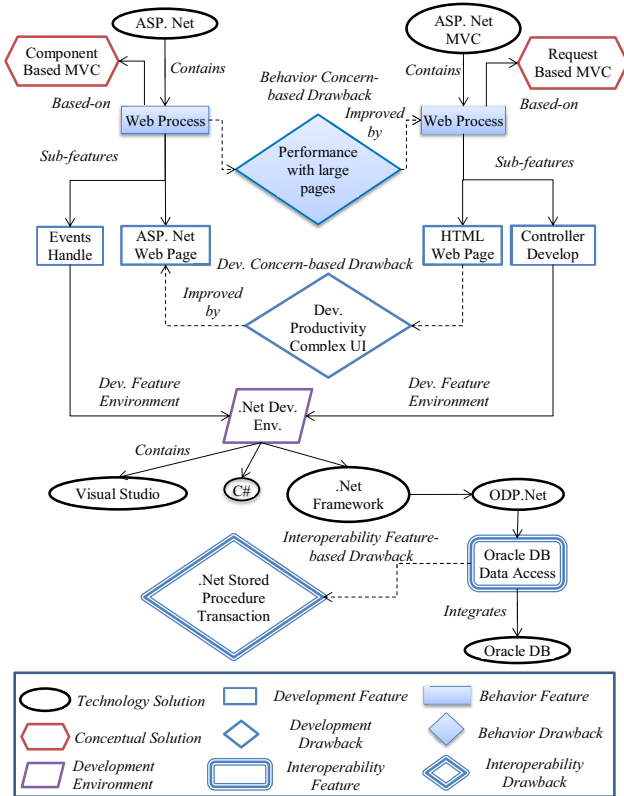 ASP. Net
ASP. Net
MVC
Component
Based MVC
Contains
Behavior Concern-
based Drawback
Contains
Request
Based MVC
Based-on
Improved
by
Based-on
Web Process
Web Process
Performance
with large
pages
Sub-features
Sub-features
Events
Handle
ASP. Net
Web Page
HTML
Web Page
Controller
Develop
Dev. Concern-based Drawback
Improved
by
Dev.
Productivity
Complex UI
Dev. Feature
Environment
Dev. Feature
Environment
.Net Dev.
Env.
Contains
Visual Studio
C#
.Net
Framework
ODP.Net
Interoperability Feature-
based Drawback
Oracle DB
Data Access
.Net Stored
Procedure
Transaction
Integrates
Oracle DB
Technology Solution
Development Feature
Behavior Feature
Conceptual Solution
Development
Drawback
Behavior Drawback
Development
Environment
Interoperability
Feature
Interoperability
Drawback